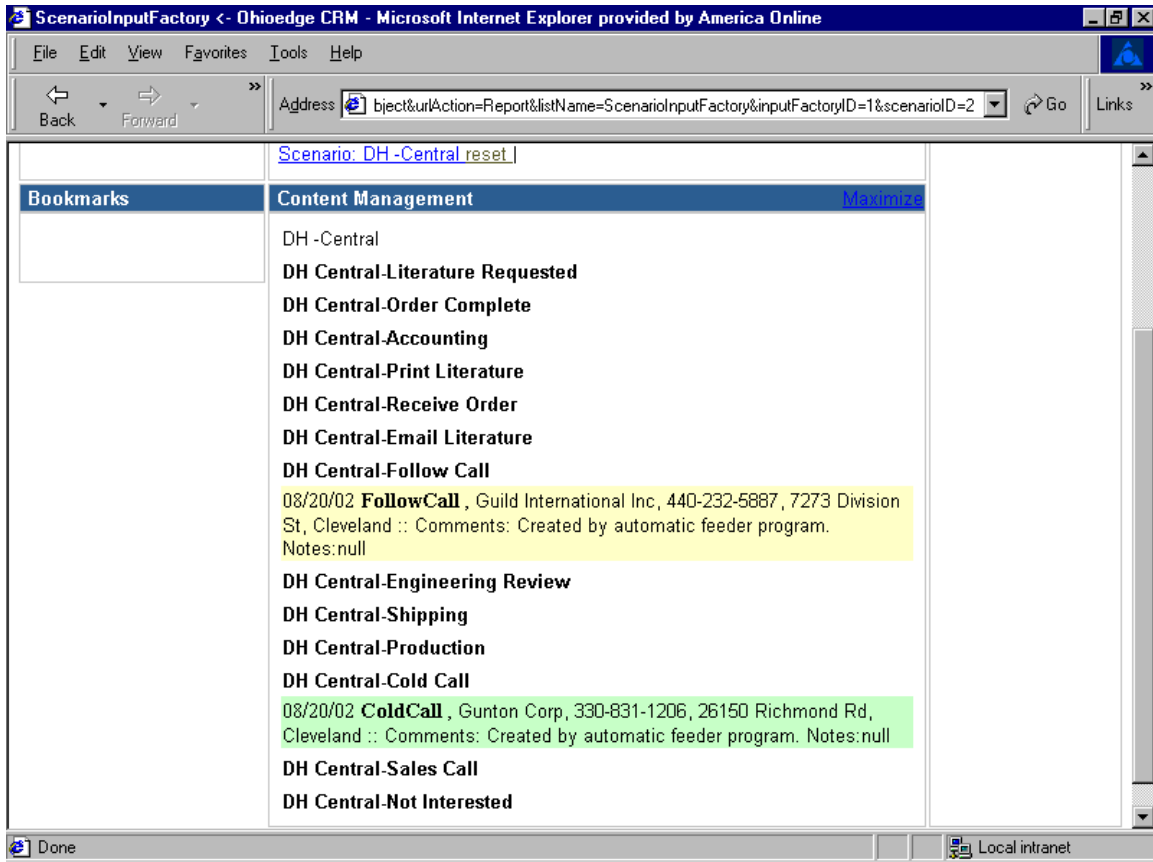 ScenarioInputFactory <- Ohioedge CRM - Microsoft Internet Explorer provided by America Online
File Edit View Favorites Tools Help
Back Forward » Address bject&urlAction=Report&listName=ScenarioInputFactory&inputFactoryID=1&scenarioID=2 Go Links »
Scenario: DH -Central reset |
Bookmarks
Content Management Maximize
DH -Central
DH Central-Literature Requested
DH Central-Order Complete
DH Central-Accounting
DH Central-Print Literature
DH Central-Receive Order
DH Central-Email Literature
DH Central-Follow Call
08/20/02 FollowCall , Guild International Inc, 440-232-5887, 7273 Division
St, Cleveland :: Comments: Created by automatic feeder program.
Notes:null
DH Central-Engineering Review
DH Central-Shipping
DH Central-Production
DH Central-Cold Call
08/20/02 ColdCall , Gunton Corp, 330-831-1206, 26150 Richmond Rd,
Cleveland :: Comments: Created by automatic feeder program. Notes:null
DH Central-Sales Call
DH Central-Not Interested
Done Local intranet